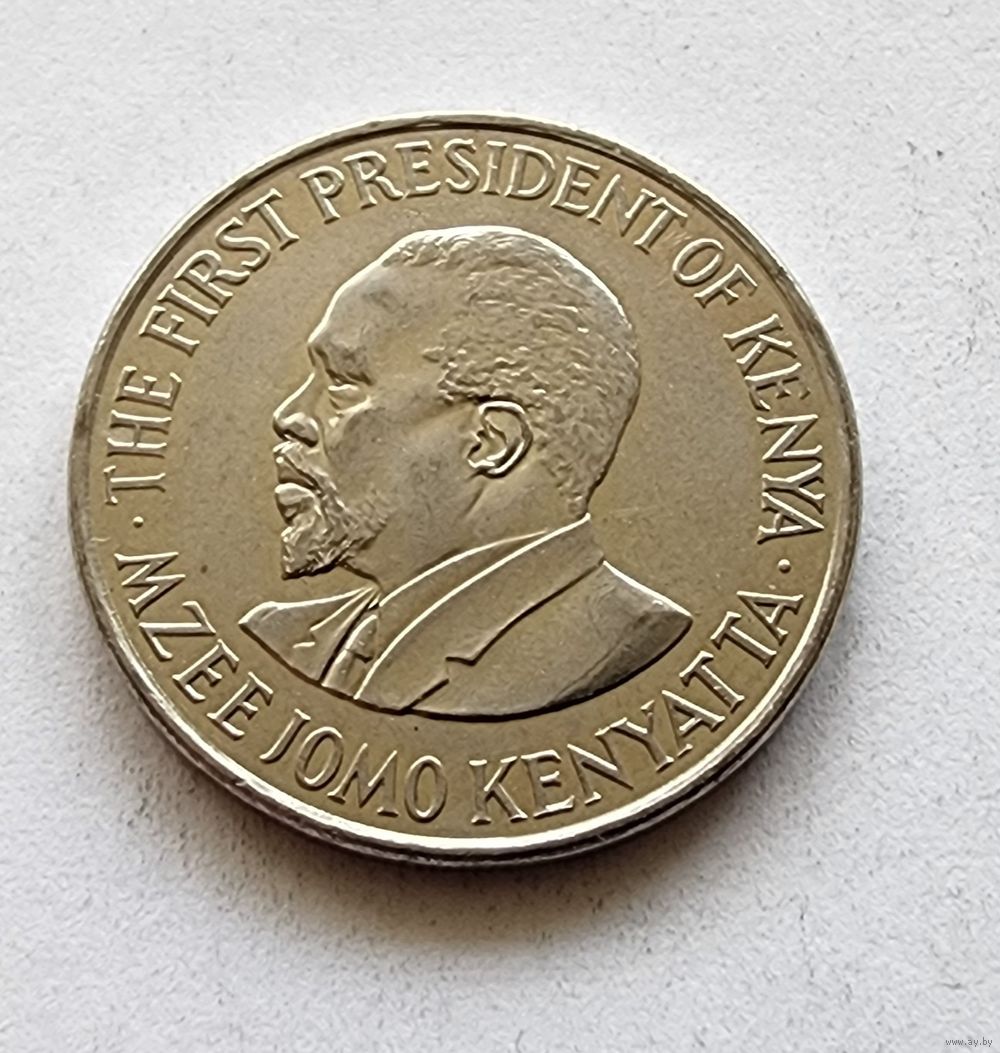 · THE FIRST PRESIDENT OF KENYA ·
MZEE JOMO KENYATTA
www.ay.by